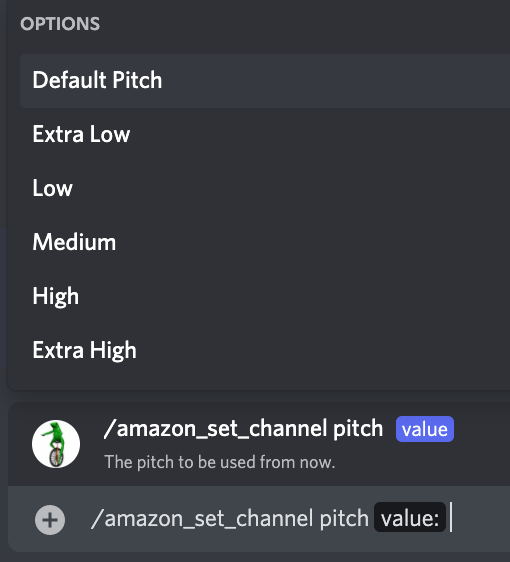 OPTIONS
Default Pitch
Extra Low
Low
Medium
High
Extra High
/amazon_set_channel pitch value
The pitch to be used from now.
/amazon_set_channel pitch value: